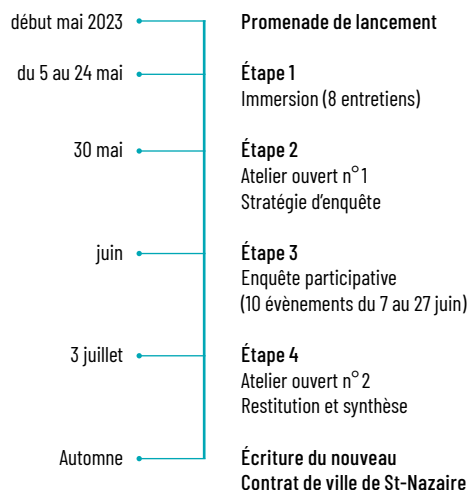 début mai 2023 Promenade de lancement
du 5 au 24 mai Étape 1
Immersion (8 entretiens)
30 mai Étape 2
Atelier ouvert n°1
Stratégie d'enquête
juin Étape 3
Enquête participative
(10 évènements du 7 au 27 juin)
3 juillet Étape 4
Atelier ouvert n°2
Restitution et synthèse
Automne Écriture du nouveau
Contrat de ville de St-Nazaire